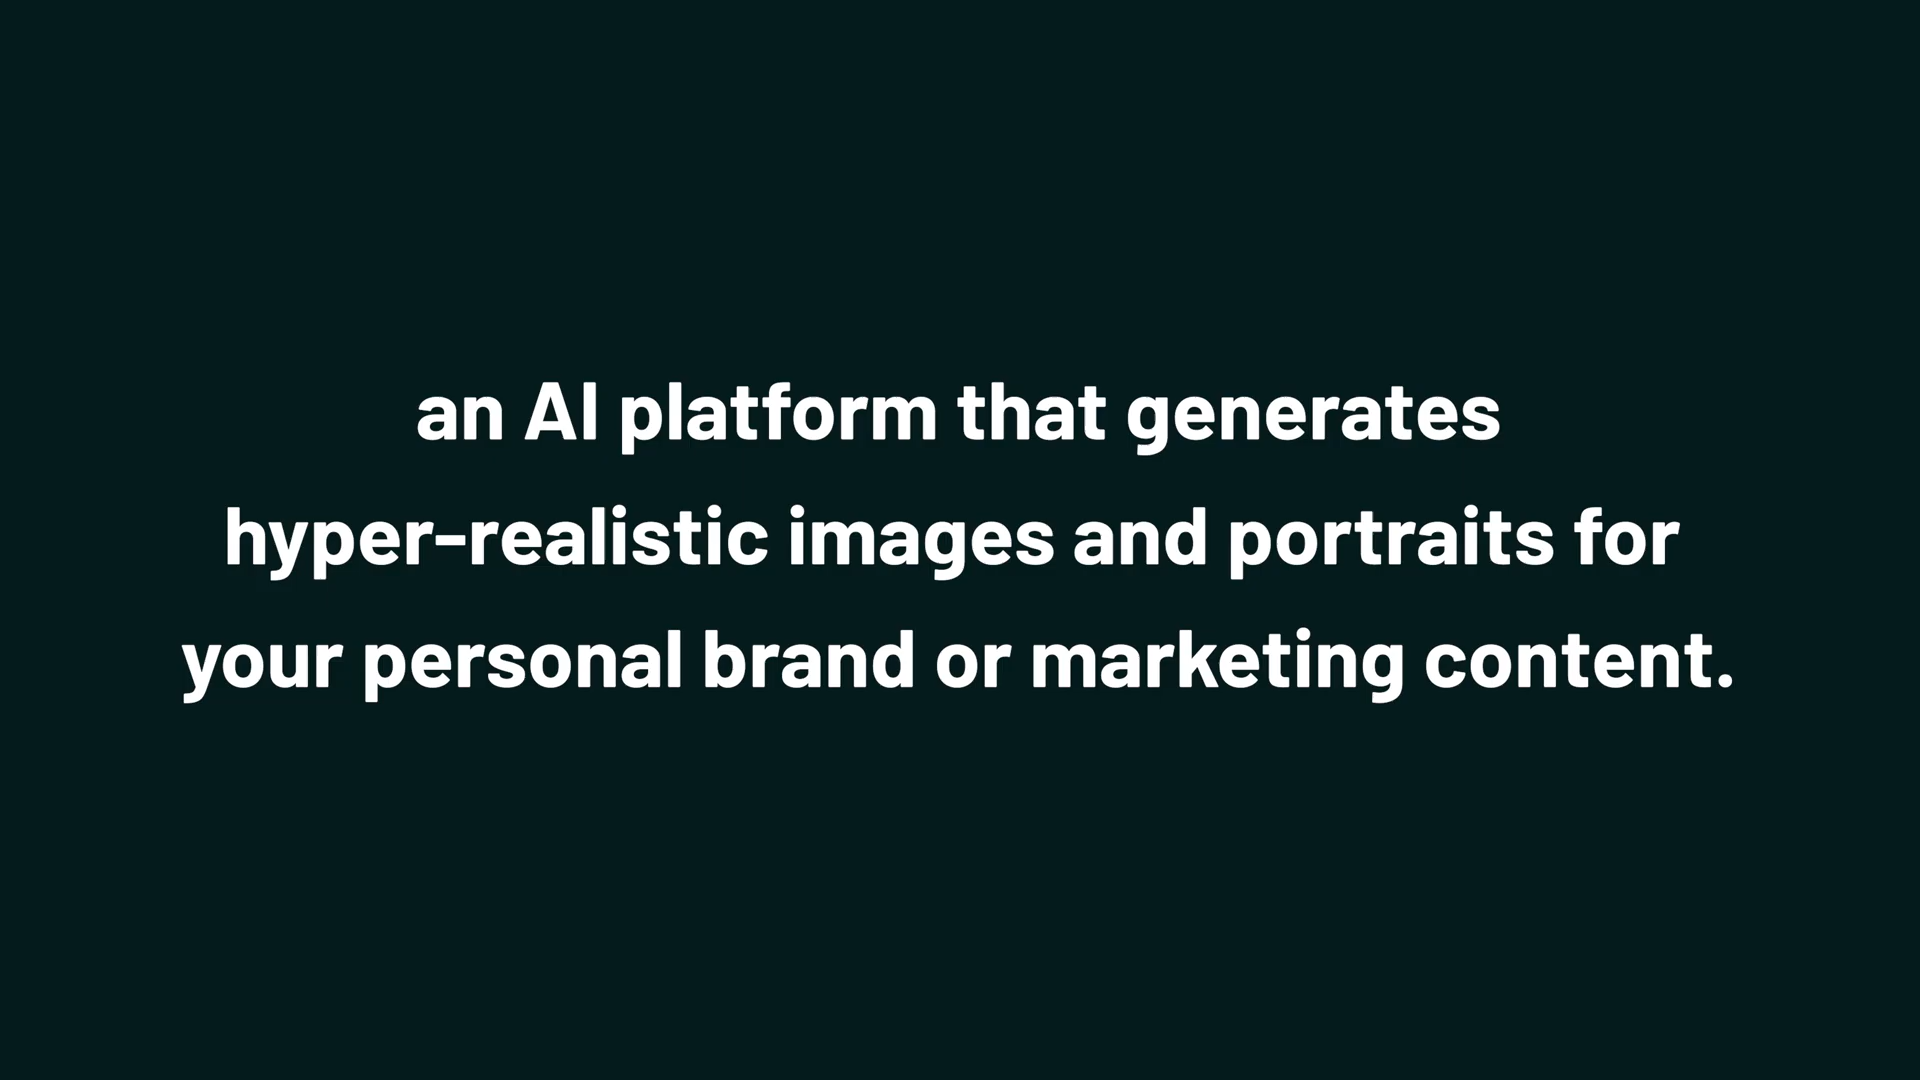 an AI platform that generates
hyper-realistic images and portraits for
your personal brand or marketing content.